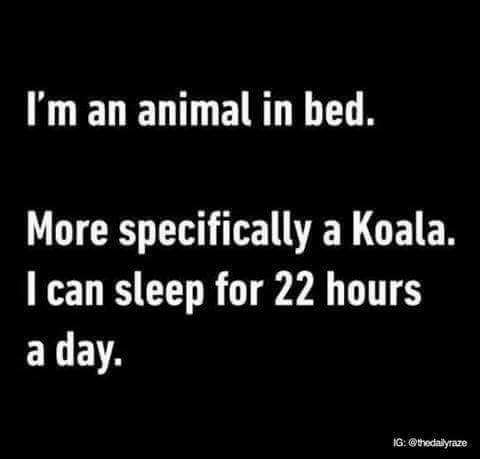 I'm an animal in bed.
More specifically a Koala.
I can sleep for 22 hours
a day.
IG: @thedailyraze